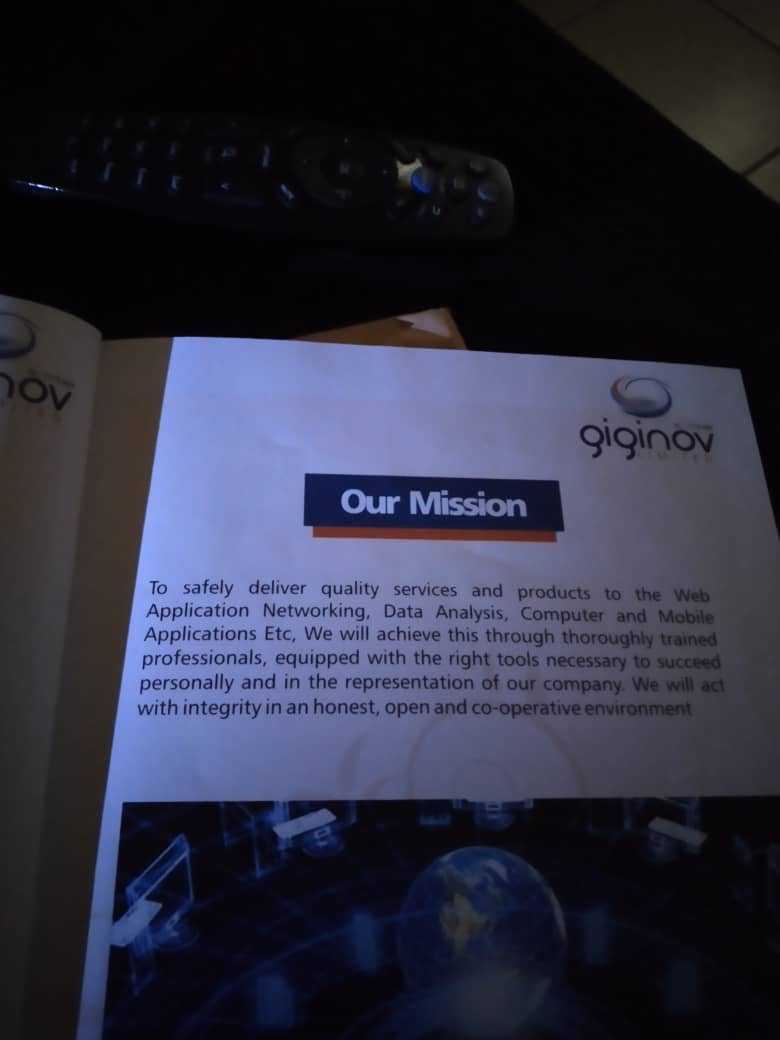 nov
giginov
LIMITED
Our Mission
To safely deliver quality services and products to the Web
Application Networking, Data Analysis, Computer and Mobile
Applications Etc, We will achieve this through thoroughly trained
professionals, equipped with the right tools necessary to succeed
personally and in the representation of our company. We will act
with integrity in an honest, open and co-operative environment